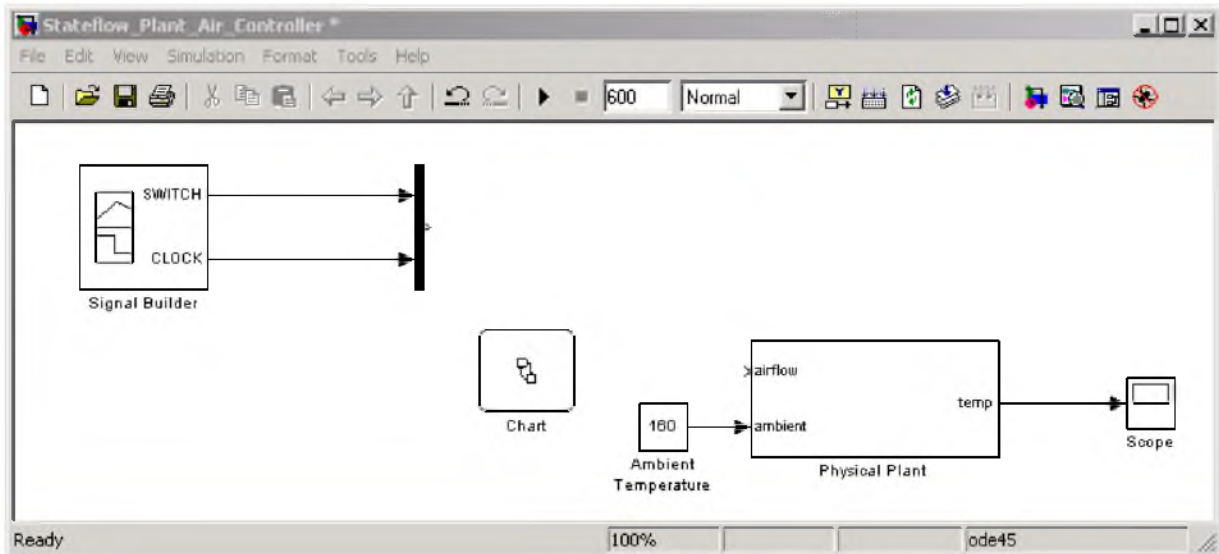 Stateflow_Plant_Air_Controller *
File Edit View Simulation Format Tools Help
600 Normal
SWITCH
CLOCK
Signal Builder
Chart
airflow
ambient
temp
160
Ambient
Temperature
Physical Plant
Scope
Ready 100% ode45